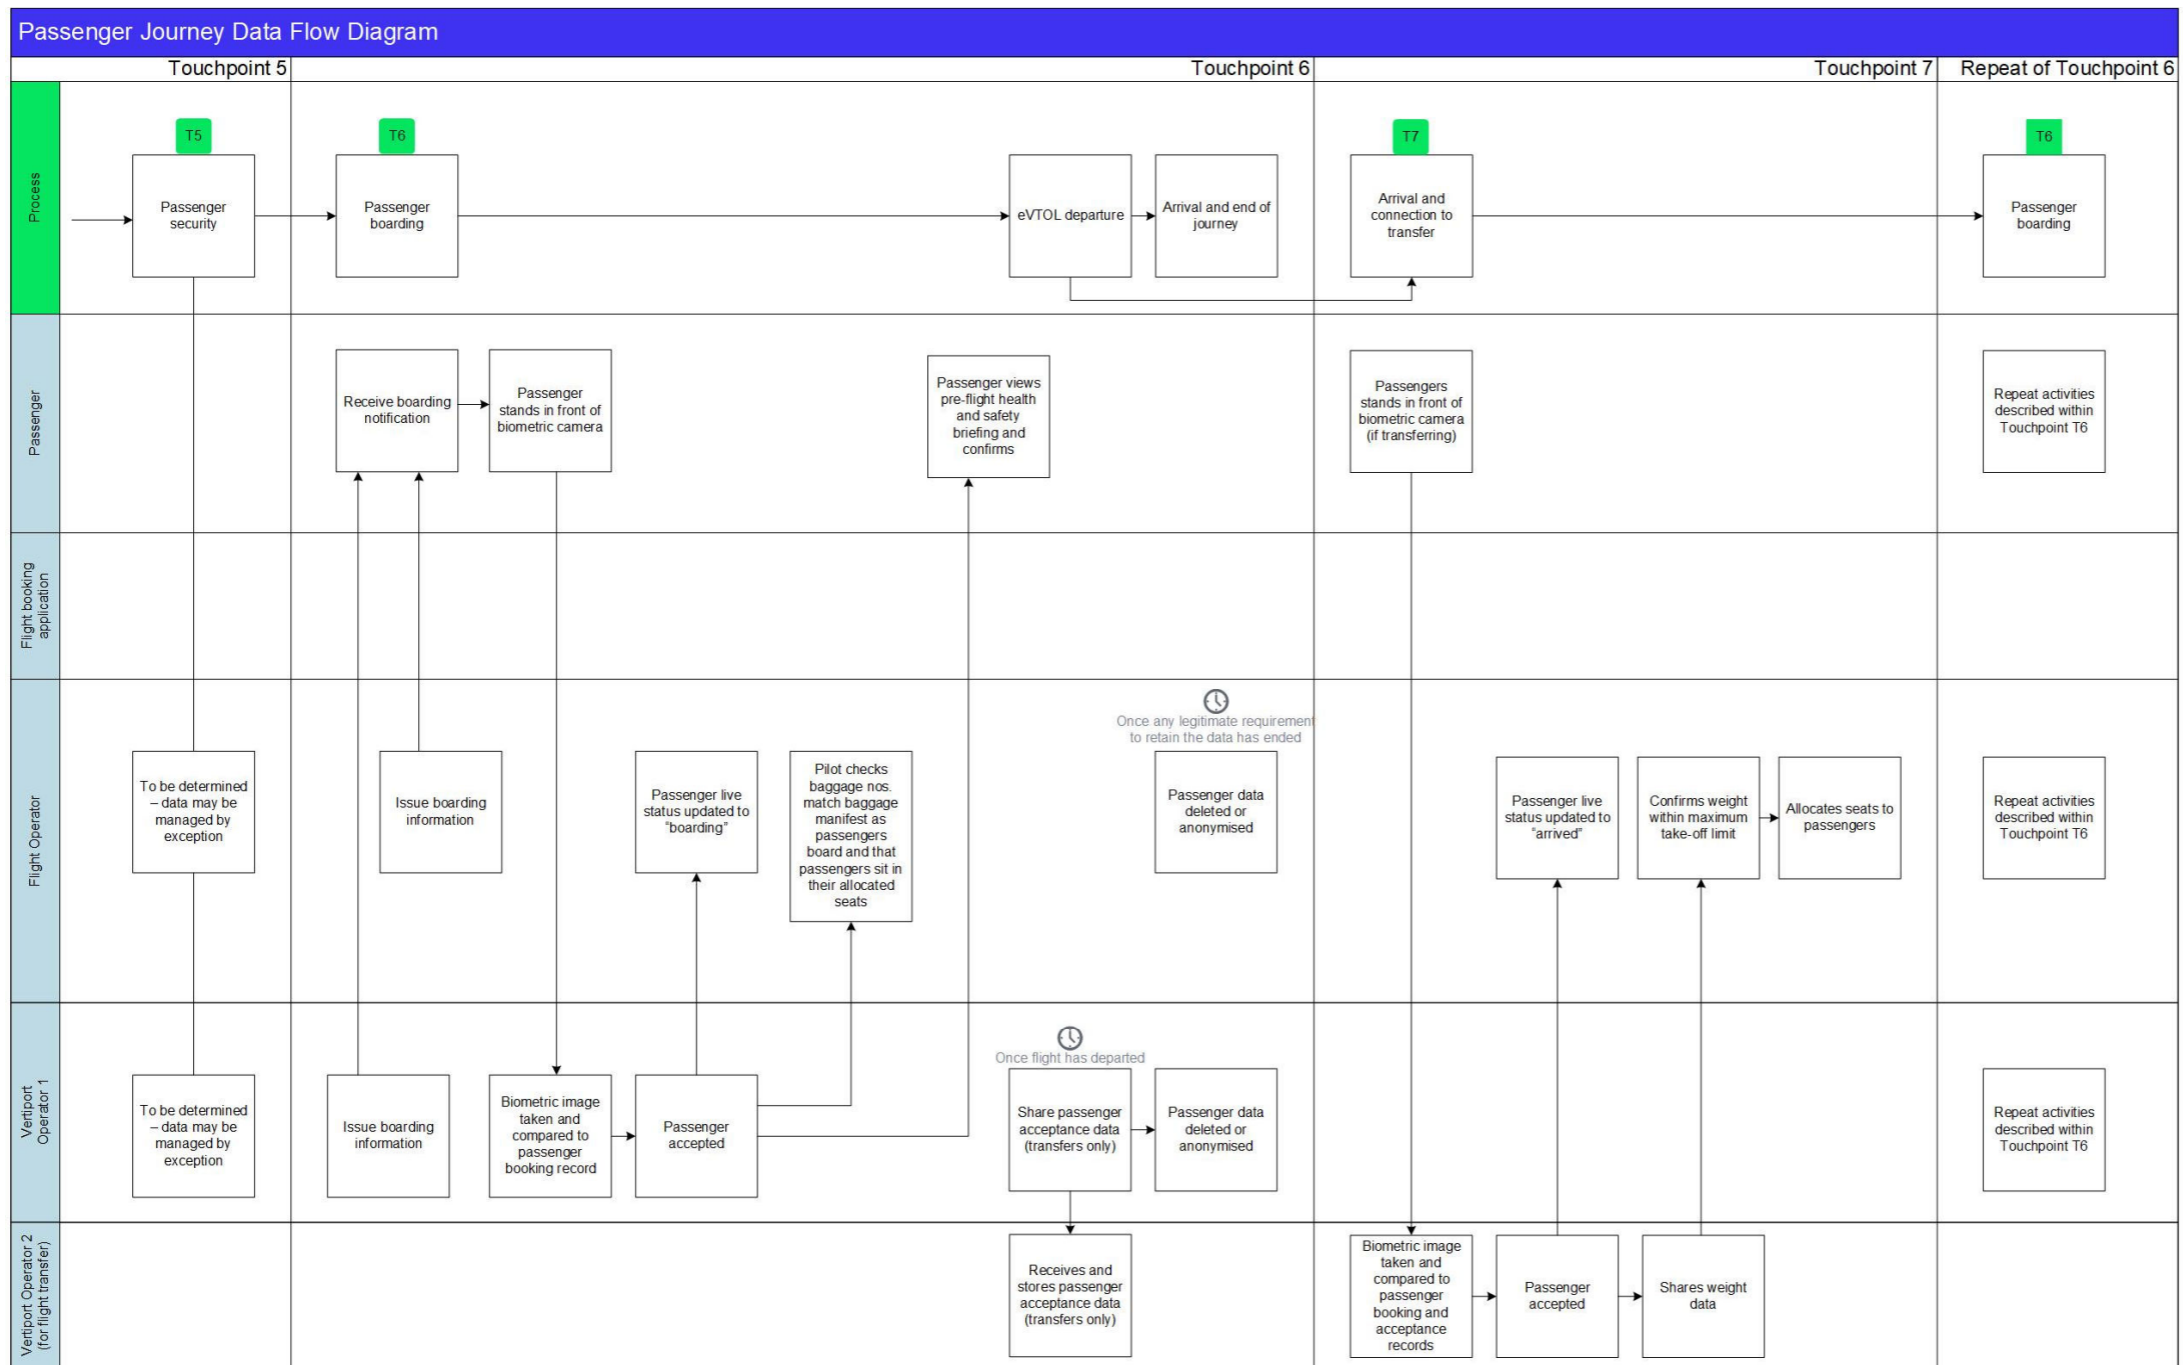 Passenger Journey Data Flow Diagram
Touchpoint 5
Touchpoint 6
Touchpoint 7
Repeat of Touchpoint 6
Process
T5
Passenger
security
T6
Passenger
boarding
eVTOL departure
Arrival and end of
journey
T7
Arrival and
connection to
transfer
T6
Passenger
boarding
Passenger
Receive boarding
notification
Passenger
stands in front of
biometric camera
Passenger views
pre-flight health
and safety
briefing and
confirms
Passengers
stands in front of
biometric camera
(if transferring)
Repeat activities
described within
Touchpoint T6
Flight booking
application
Flight Operator
To be determined
– data may be
managed by
exception
Issue boarding
information
Passenger live
status updated to
“boarding”
Pilot checks
baggage nos.
match baggage
manifest as
passengers
board and that
passengers sit in
their allocated
seats
Once any legitimate requirement
to retain the data has ended
Passenger data
deleted or
anonymised
Passenger live
status updated to
“arrived”
Confirms weight
within maximum
take-off limit
Allocates seats to
passengers
Repeat activities
described within
Touchpoint T6
Vertiport
Operator 1
To be determined
– data may be
managed by
exception
Issue boarding
information
Biometric image
taken and
compared to
passenger
booking record
Passenger
accepted
Once flight has departed
Share passenger
acceptance data
(transfers only)
Passenger data
deleted or
anonymised
Repeat activities
described within
Touchpoint T6
Vertiport Operator 2
(for flight transfer)
Receives and
stores passenger
acceptance data
(transfers only)
Biometric image
taken and
compared to
passenger
booking and
acceptance
records
Passenger
accepted
Shares weight
data